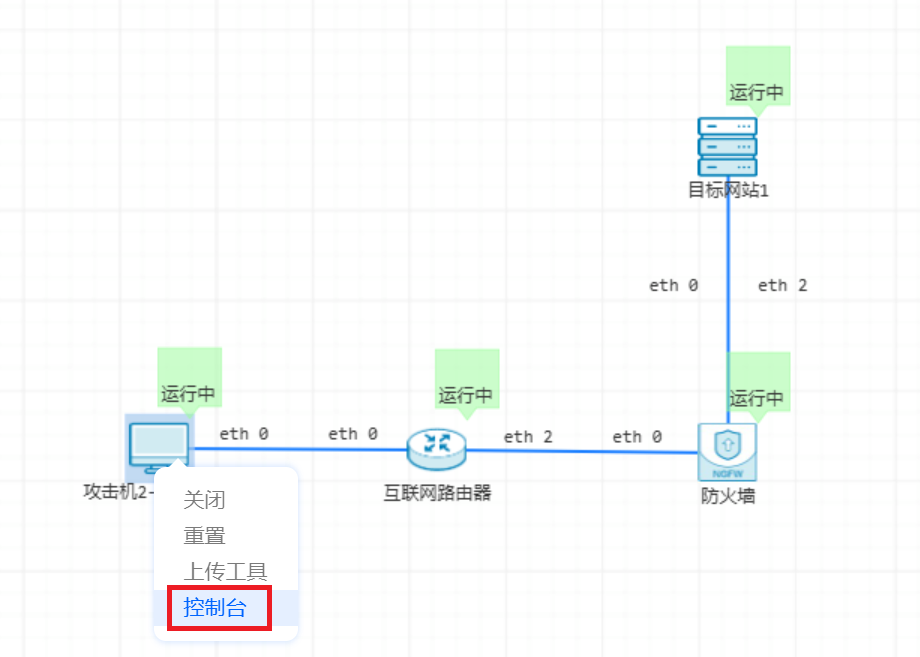 运行中
目标网站1
eth 0
eth 2
运行中
运行中
运行中
eth 0
eth 0
eth 2
eth 0
NGFW
攻击机2-
互联网路由器
防火墙
关闭
重置
上传工具
控制台